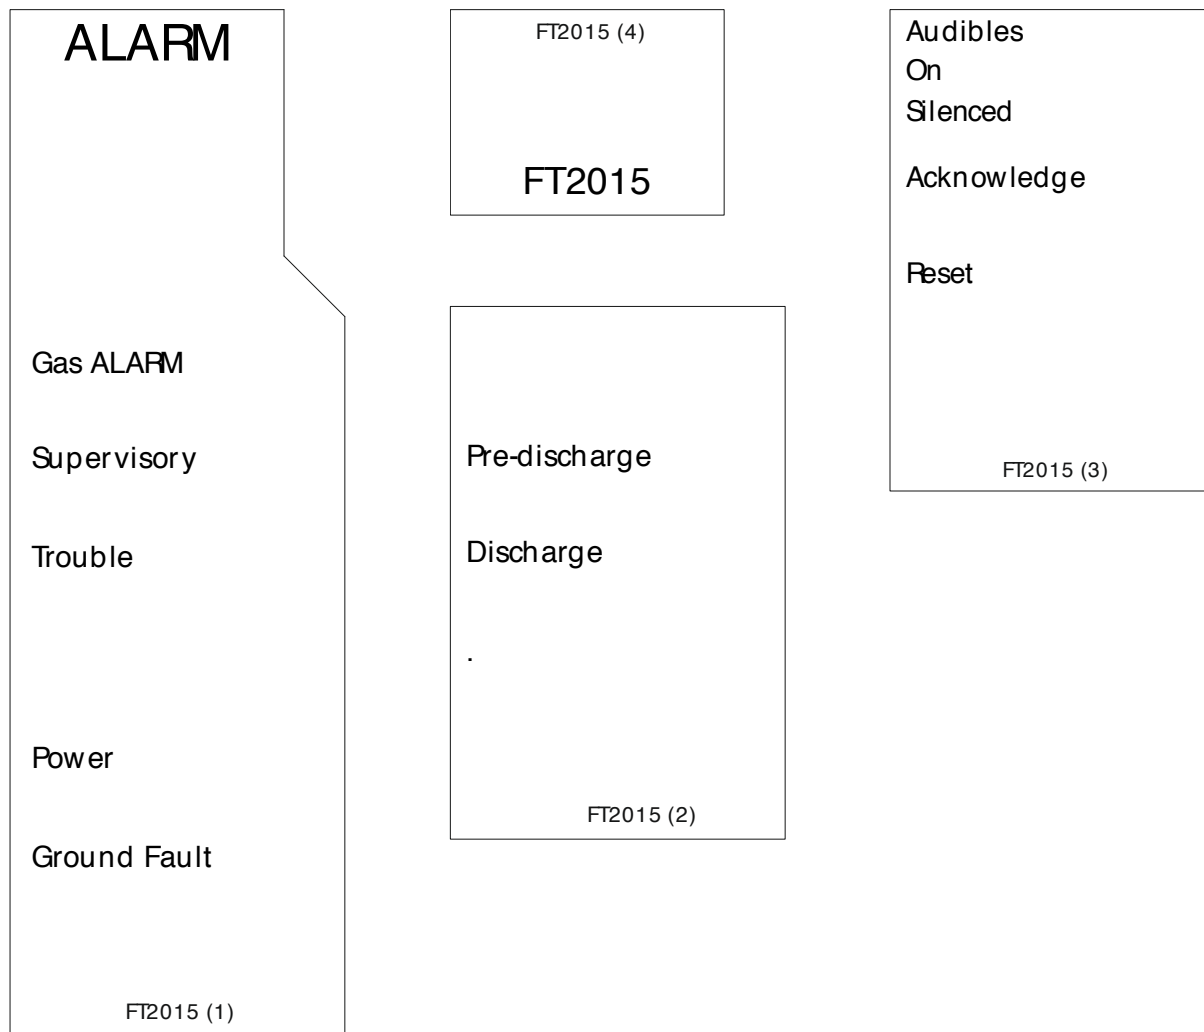 ALARM
Gas ALARM
Supervisory
Trouble
Power
Ground Fault
FT2015 (1)
FT2015 (4)
FT2015
Pre-discharge
Discharge
.
FT2015 (2)
Audibles
On
Silenced
Acknowledge
Reset
FT2015 (3)